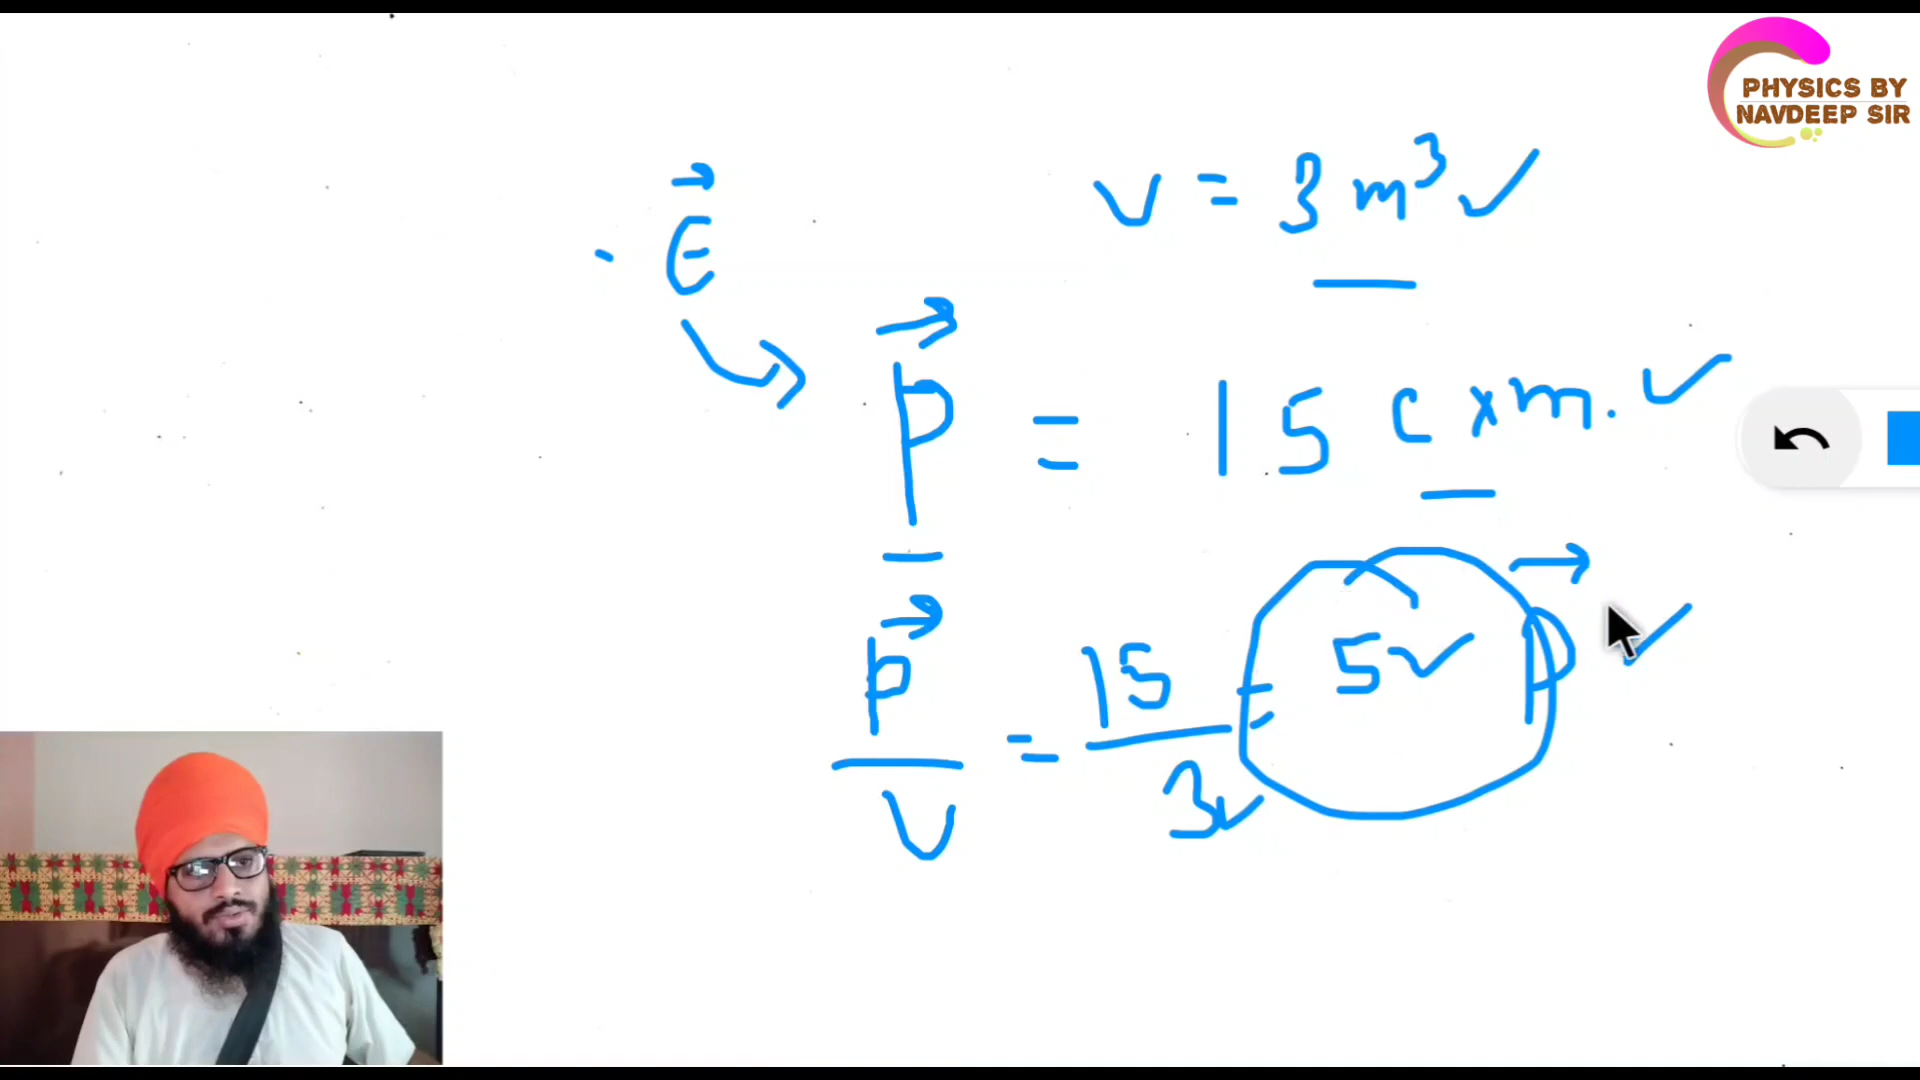 PHYSICS BY
NAVDEEP SIR
V = 3 m³ ✓
→
E
→
p = 15 C × m. ✓
→
p
—
V
= 15/3 ✓ = 5 ✓
→
P ✓